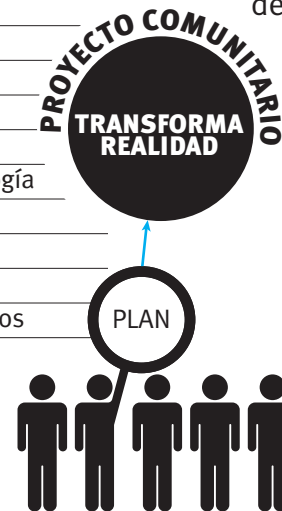 de
PROYECTO COMUNITARIO
TRANSFORMA
REALIDAD
gía
os
PLAN